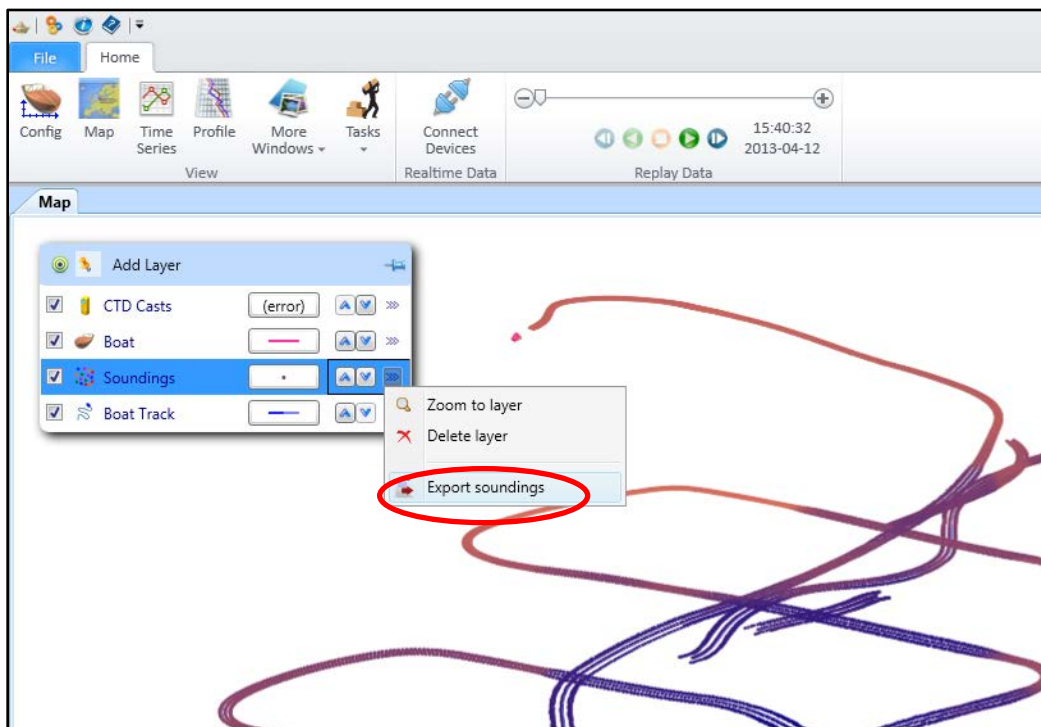 File
Home
Config
Map
Time
Series
Profile
More
Windows
Tasks
Connect
Devices
15:40:32
2013-04-12
View
Realtime Data
Replay Data
Map
Add Layer
CTD Casts
(error)
Boat
Soundings
Boat Track
Zoom to layer
Delete layer
Export soundings